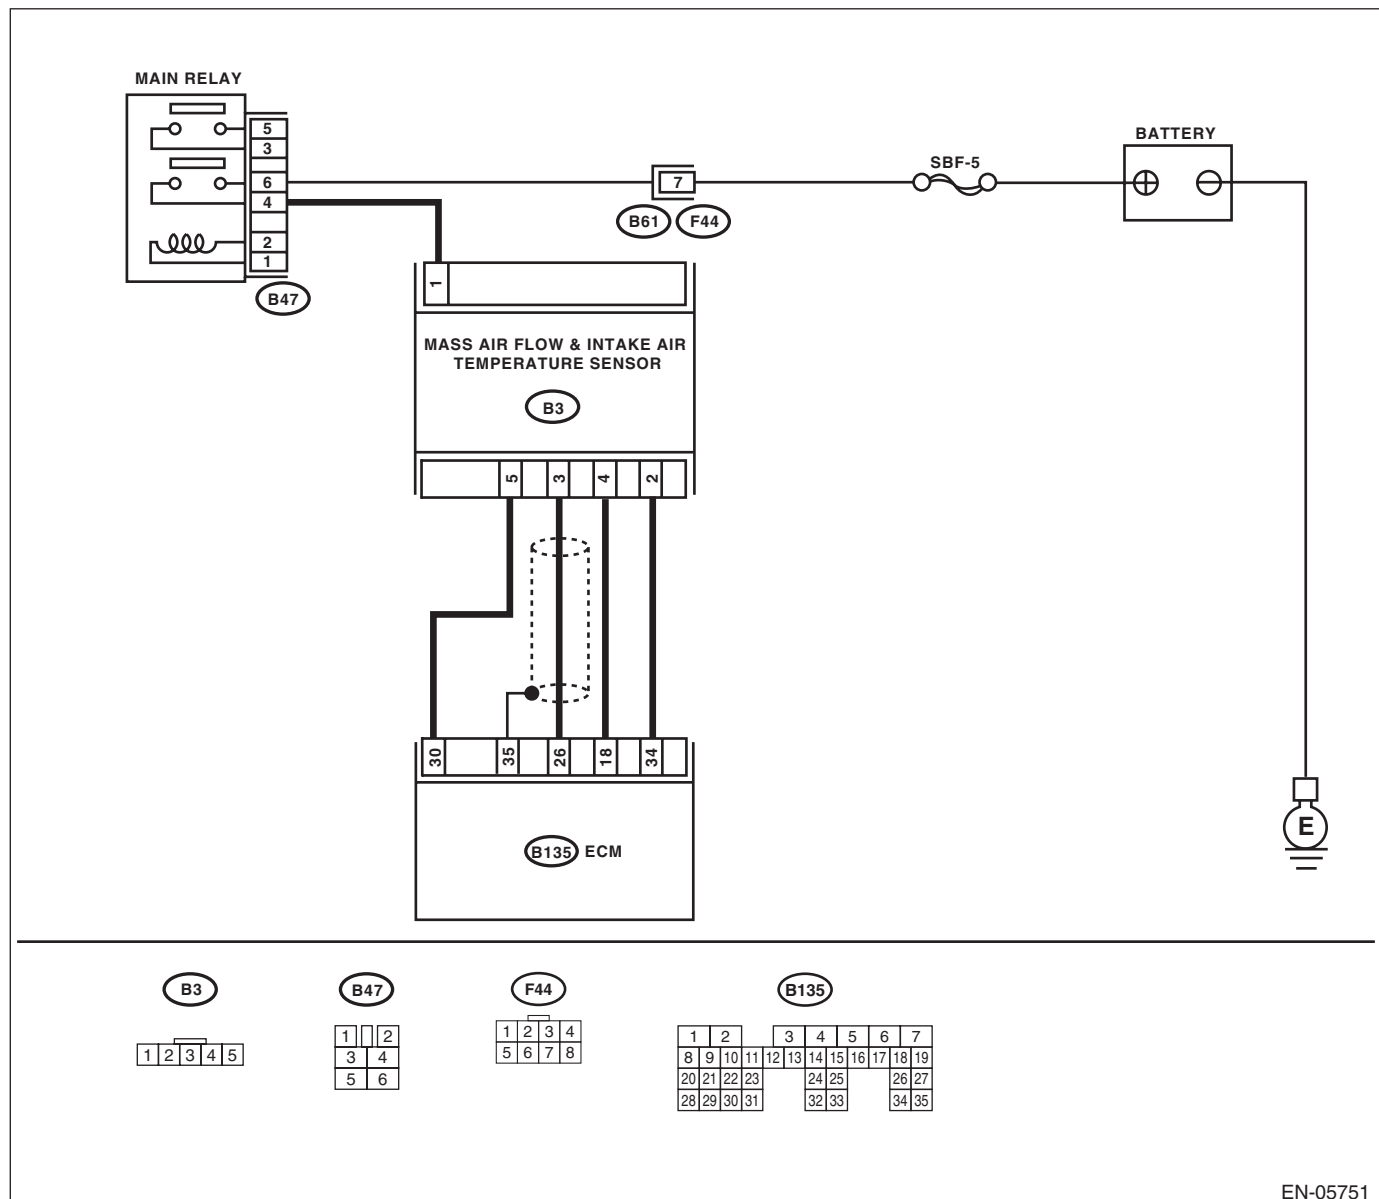 MAIN RELAY
5
3
6
4
2
1
B47
7
B61 F44
SBF-5
BATTERY
1
MASS AIR FLOW & INTAKE AIR
TEMPERATURE SENSOR
B3
5 3 4 2
30 35 26 18 34
B135 ECM
E
B3
1 2 3 4 5
B47
1 2
3 4
5 6
F44
1 2 3 4
5 6 7 8
B135
1 2 3 4 5 6 7
8 9 10 11 12 13 14 15 16 17 18 19
20 21 22 23 24 25 26 27
28 29 30 31 32 33 34 35
EN-05751